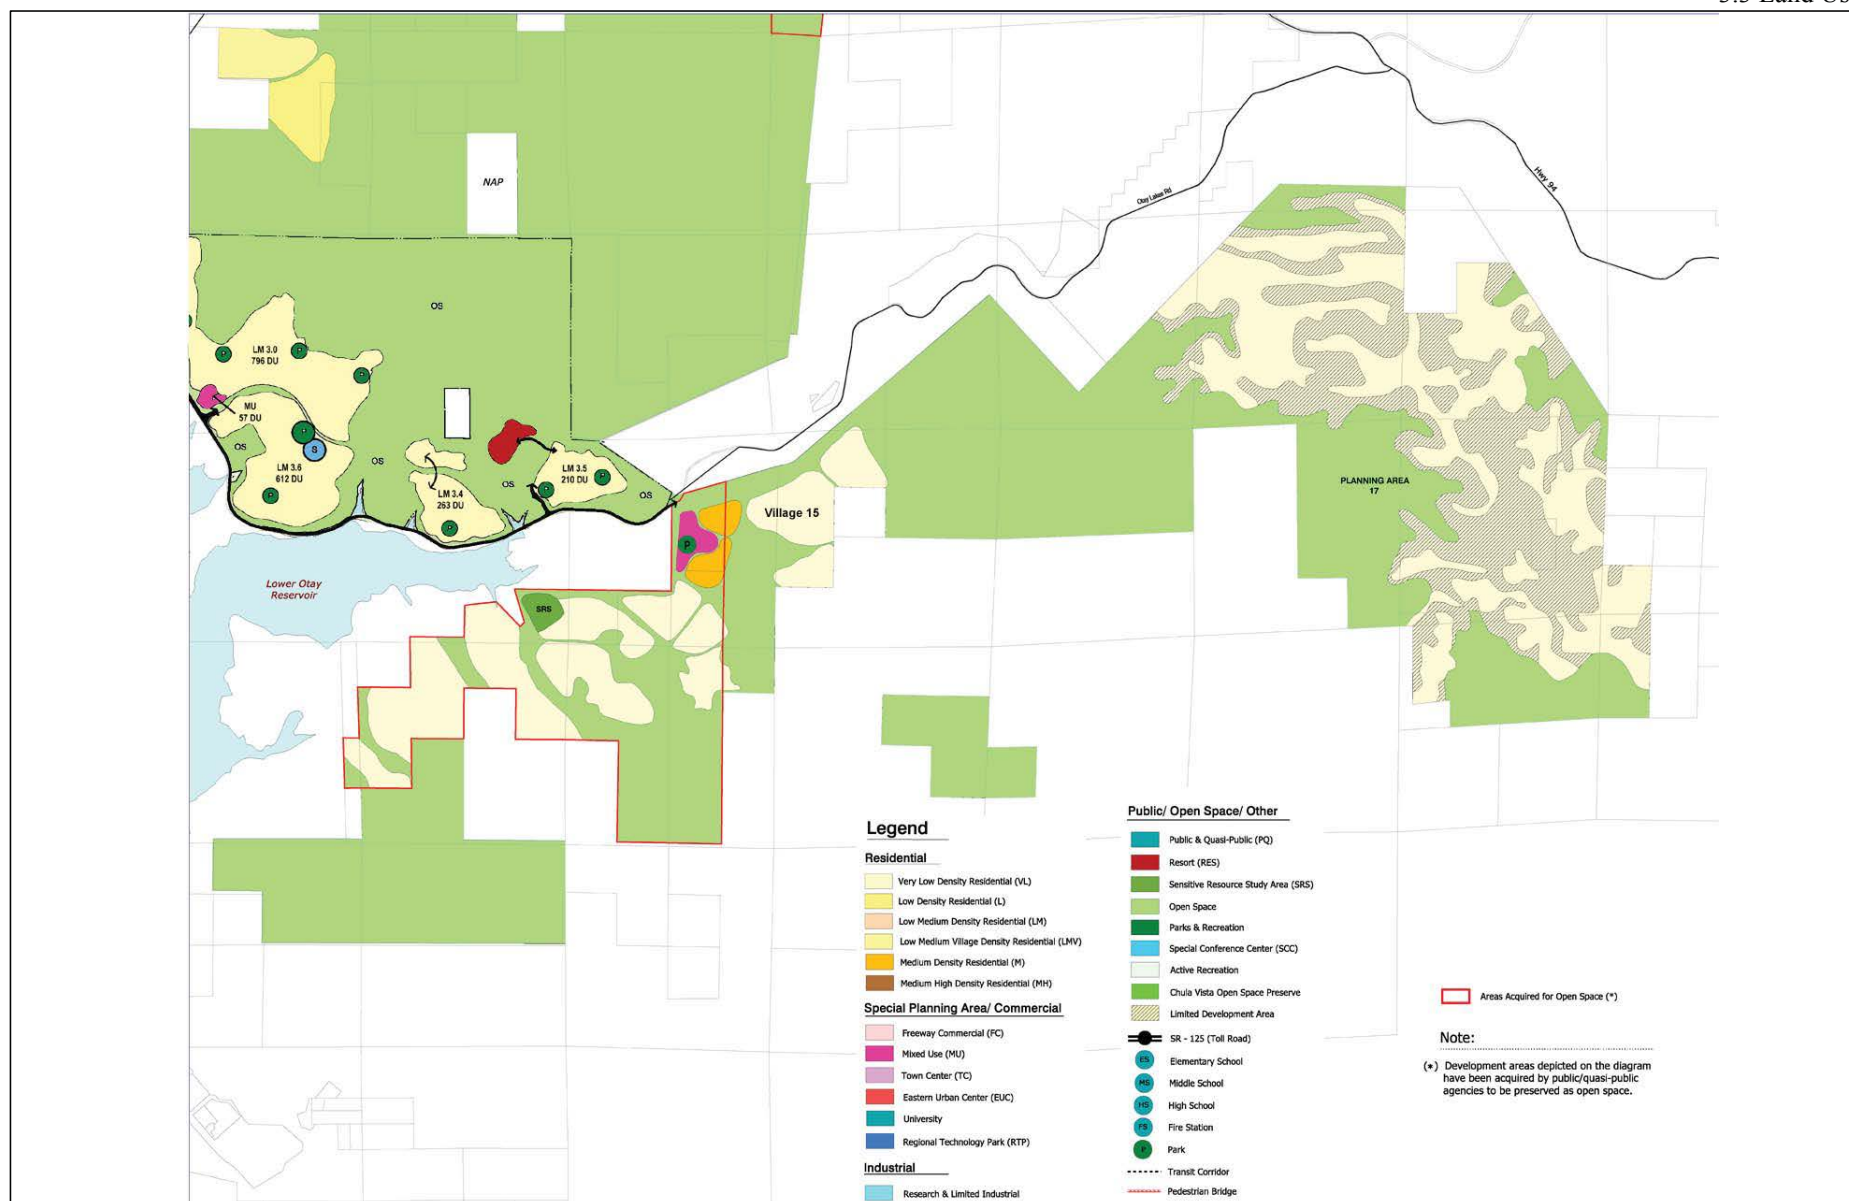 NAP
Otay Lakes Rd
Hwy 94
OS
LM 3.0
796 DU
P
P
P
MU
57 DU
OS
P
S
OS
LM 3.6
612 DU
P
LM 3.4
263 DU
P
OS
LM 3.5
210 DU
P
P
OS
Village 15
P
PLANNING AREA
17
Lower Otay
Reservoir
SRS
Legend
Residential
Very Low Density Residential (VL)
Low Density Residential (L)
Low Medium Density Residential (LM)
Low Medium Village Density Residential (LMV)
Medium Density Residential (M)
Medium High Density Residential (MH)
Special Planning Area/ Commercial
Freeway Commercial (FC)
Mixed Use (MU)
Town Center (TC)
Eastern Urban Center (EUC)
University
Regional Technology Park (RTP)
Industrial
Research & Limited Industrial
Public/ Open Space/ Other
Public & Quasi-Public (PQ)
Resort (RES)
Sensitive Resource Study Area (SRS)
Open Space
Parks & Recreation
Special Conference Center (SCC)
Active Recreation
Chula Vista Open Space Preserve
Limited Development Area
SR - 125 (Toll Road)
ES Elementary School
MS Middle School
HS High School
FS Fire Station
P Park
Transit Corridor
Pedestrian Bridge
Areas Acquired for Open Space (*)
Note:
(*) Development areas depicted on the diagram
have been acquired by public/quasi-public
agencies to be preserved as open space.